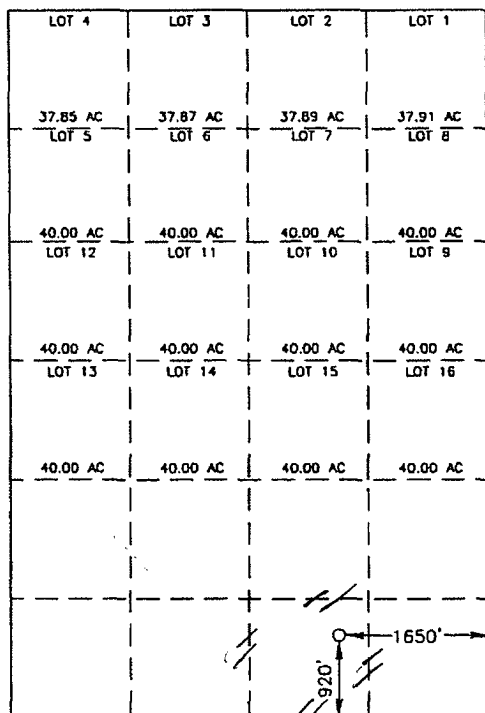 LOT 4 LOT 3 LOT 2 LOT 1
37.85 AC 37.87 AC 37.89 AC 37.91 AC
LOT 5 LOT 6 LOT 7 LOT 8
40.00 AC 40.00 AC 40.00 AC 40.00 AC
LOT 12 LOT 11 LOT 10 LOT 9
40.00 AC 40.00 AC 40.00 AC 40.00 AC
LOT 13 LOT 14 LOT 15 LOT 16
40.00 AC 40.00 AC 40.00 AC 40.00 AC
1650'
920'